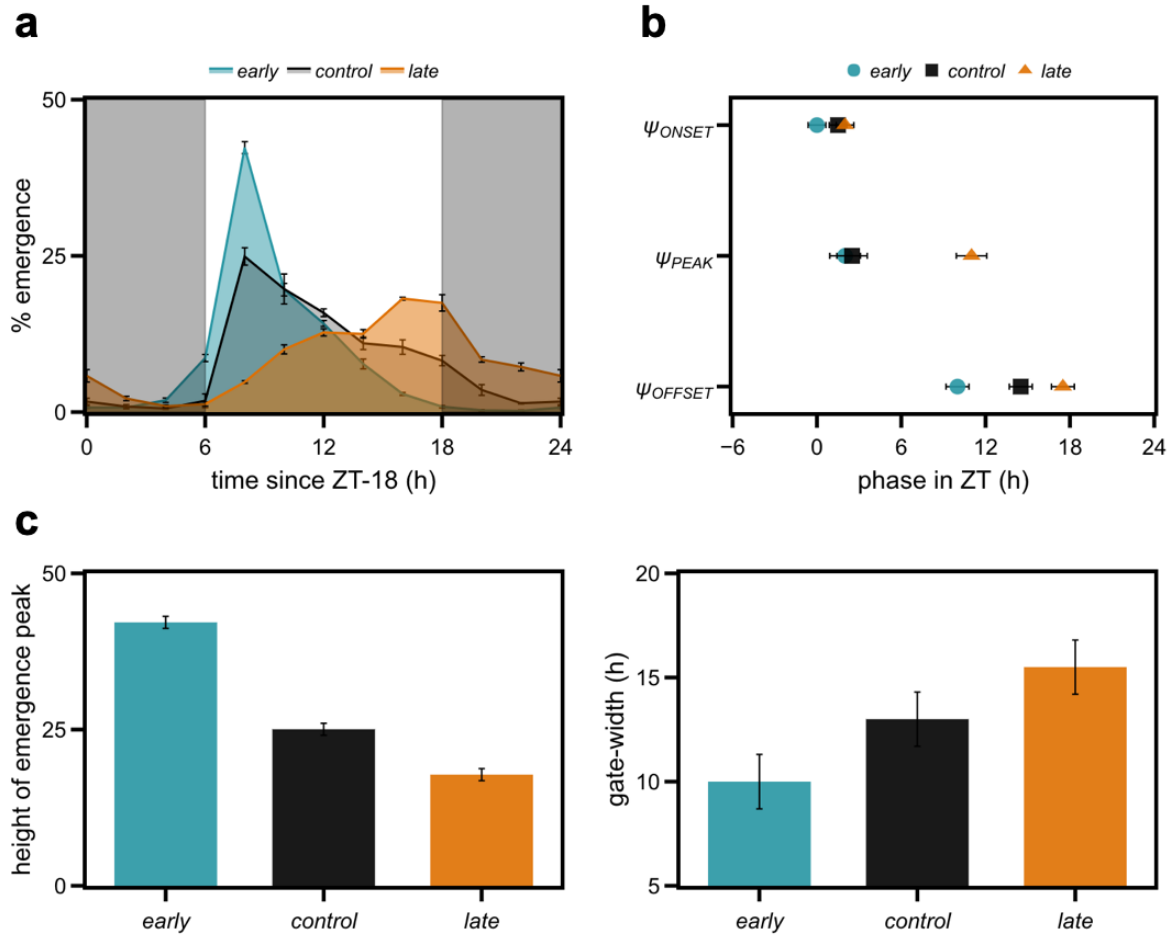 a
early control late
50
25
0
% emergence
0 6 12 18 24
time since ZT-18 (h)
b
early control late
ψONSET
ψPEAK
ψOFFSET
−6 0 6 12 18 24
phase in ZT (h)
c
50
25
0
height of emergence peak
early control late
20
15
10
5
gate-width (h)
early control late